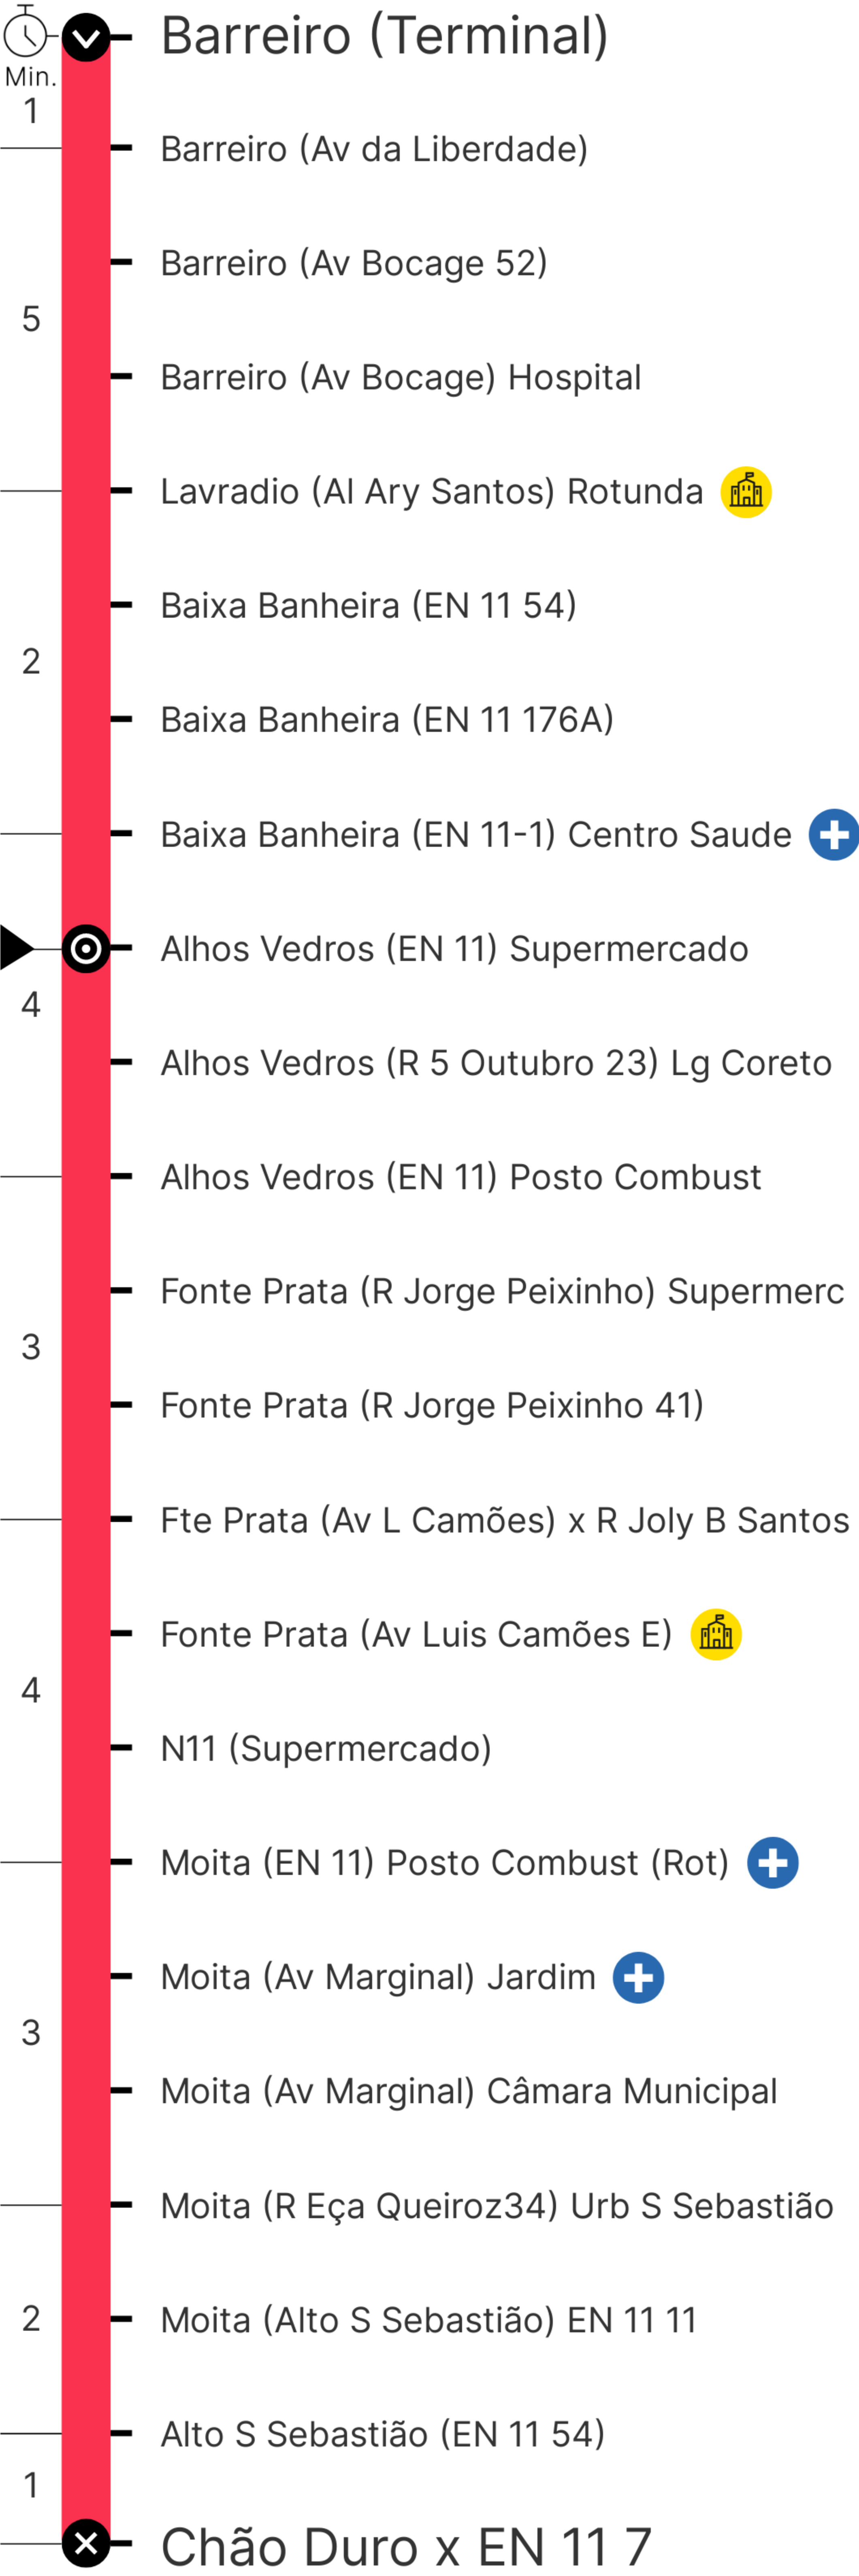 Barreiro (Terminal)
Min.
1
Barreiro (Av da Liberdade)
Barreiro (Av Bocage 52)
5
Barreiro (Av Bocage) Hospital
Lavradio (Al Ary Santos) Rotunda
Baixa Banheira (EN 11 54)
2
Baixa Banheira (EN 11 176A)
Baixa Banheira (EN 11-1) Centro Saude
Alhos Vedros (EN 11) Supermercado
4
Alhos Vedros (R 5 Outubro 23) Lg Coreto
Alhos Vedros (EN 11) Posto Combust
Fonte Prata (R Jorge Peixinho) Supermerc
3
Fonte Prata (R Jorge Peixinho 41)
Fte Prata (Av L Camões) x R Joly B Santos
Fonte Prata (Av Luis Camões E)
4
N11 (Supermercado)
Moita (EN 11) Posto Combust (Rot)
Moita (Av Marginal) Jardim
3
Moita (Av Marginal) Câmara Municipal
Moita (R Eça Queiroz34) Urb S Sebastião
2
Moita (Alto S Sebastião) EN 11 11
Alto S Sebastião (EN 11 54)
1
Chão Duro x EN 11 7